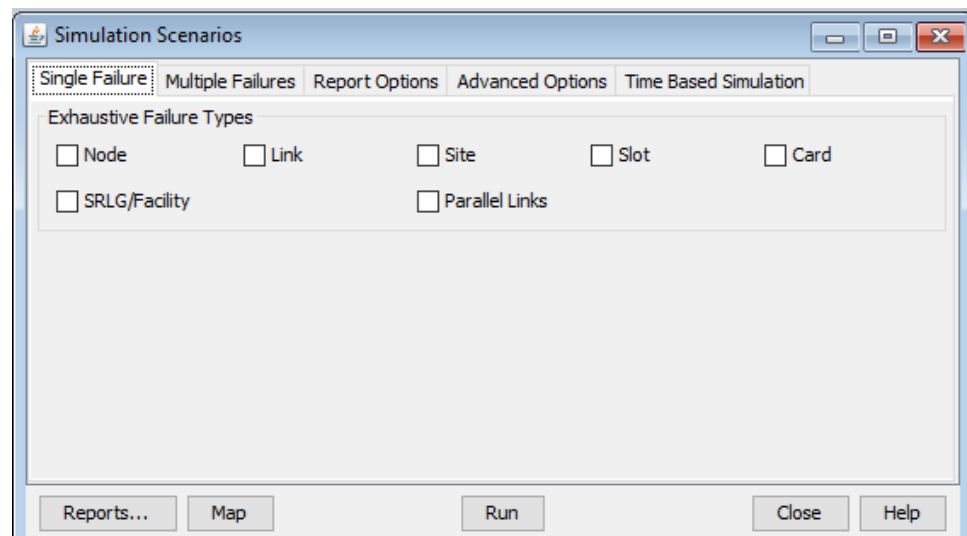 Simulation Scenarios
Single Failure Multiple Failures Report Options Advanced Options Time Based Simulation
Exhaustive Failure Types
Node Link Site Slot Card
SRLG/Facility Parallel Links
Reports... Map Run Close Help